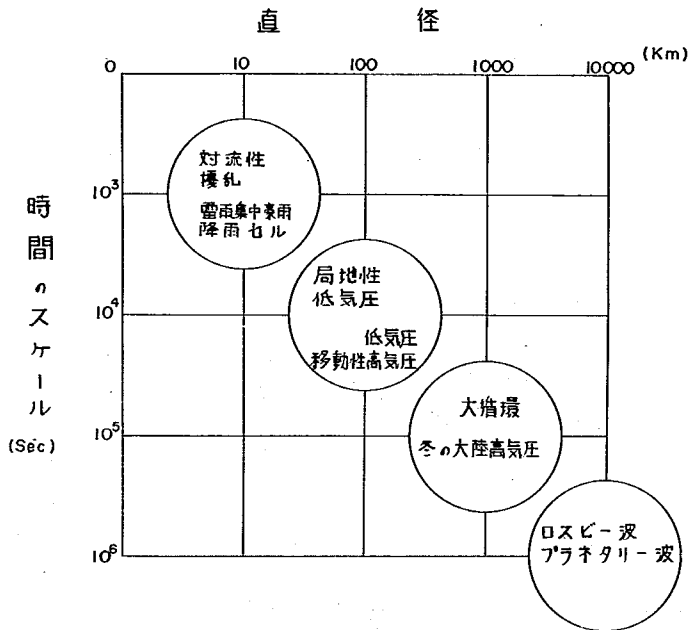 直径
0 10 100 1000 10000 (Km)
時間のスケール
(Sec)
10³
10⁴
10⁵
10⁶
対流性
擾乱
雷雨集中豪雨
降雨セル
局地性
低気圧
低気圧
移動性高気圧
大循環
冬の大陸高気圧
ロスビー波
プラネタリー波